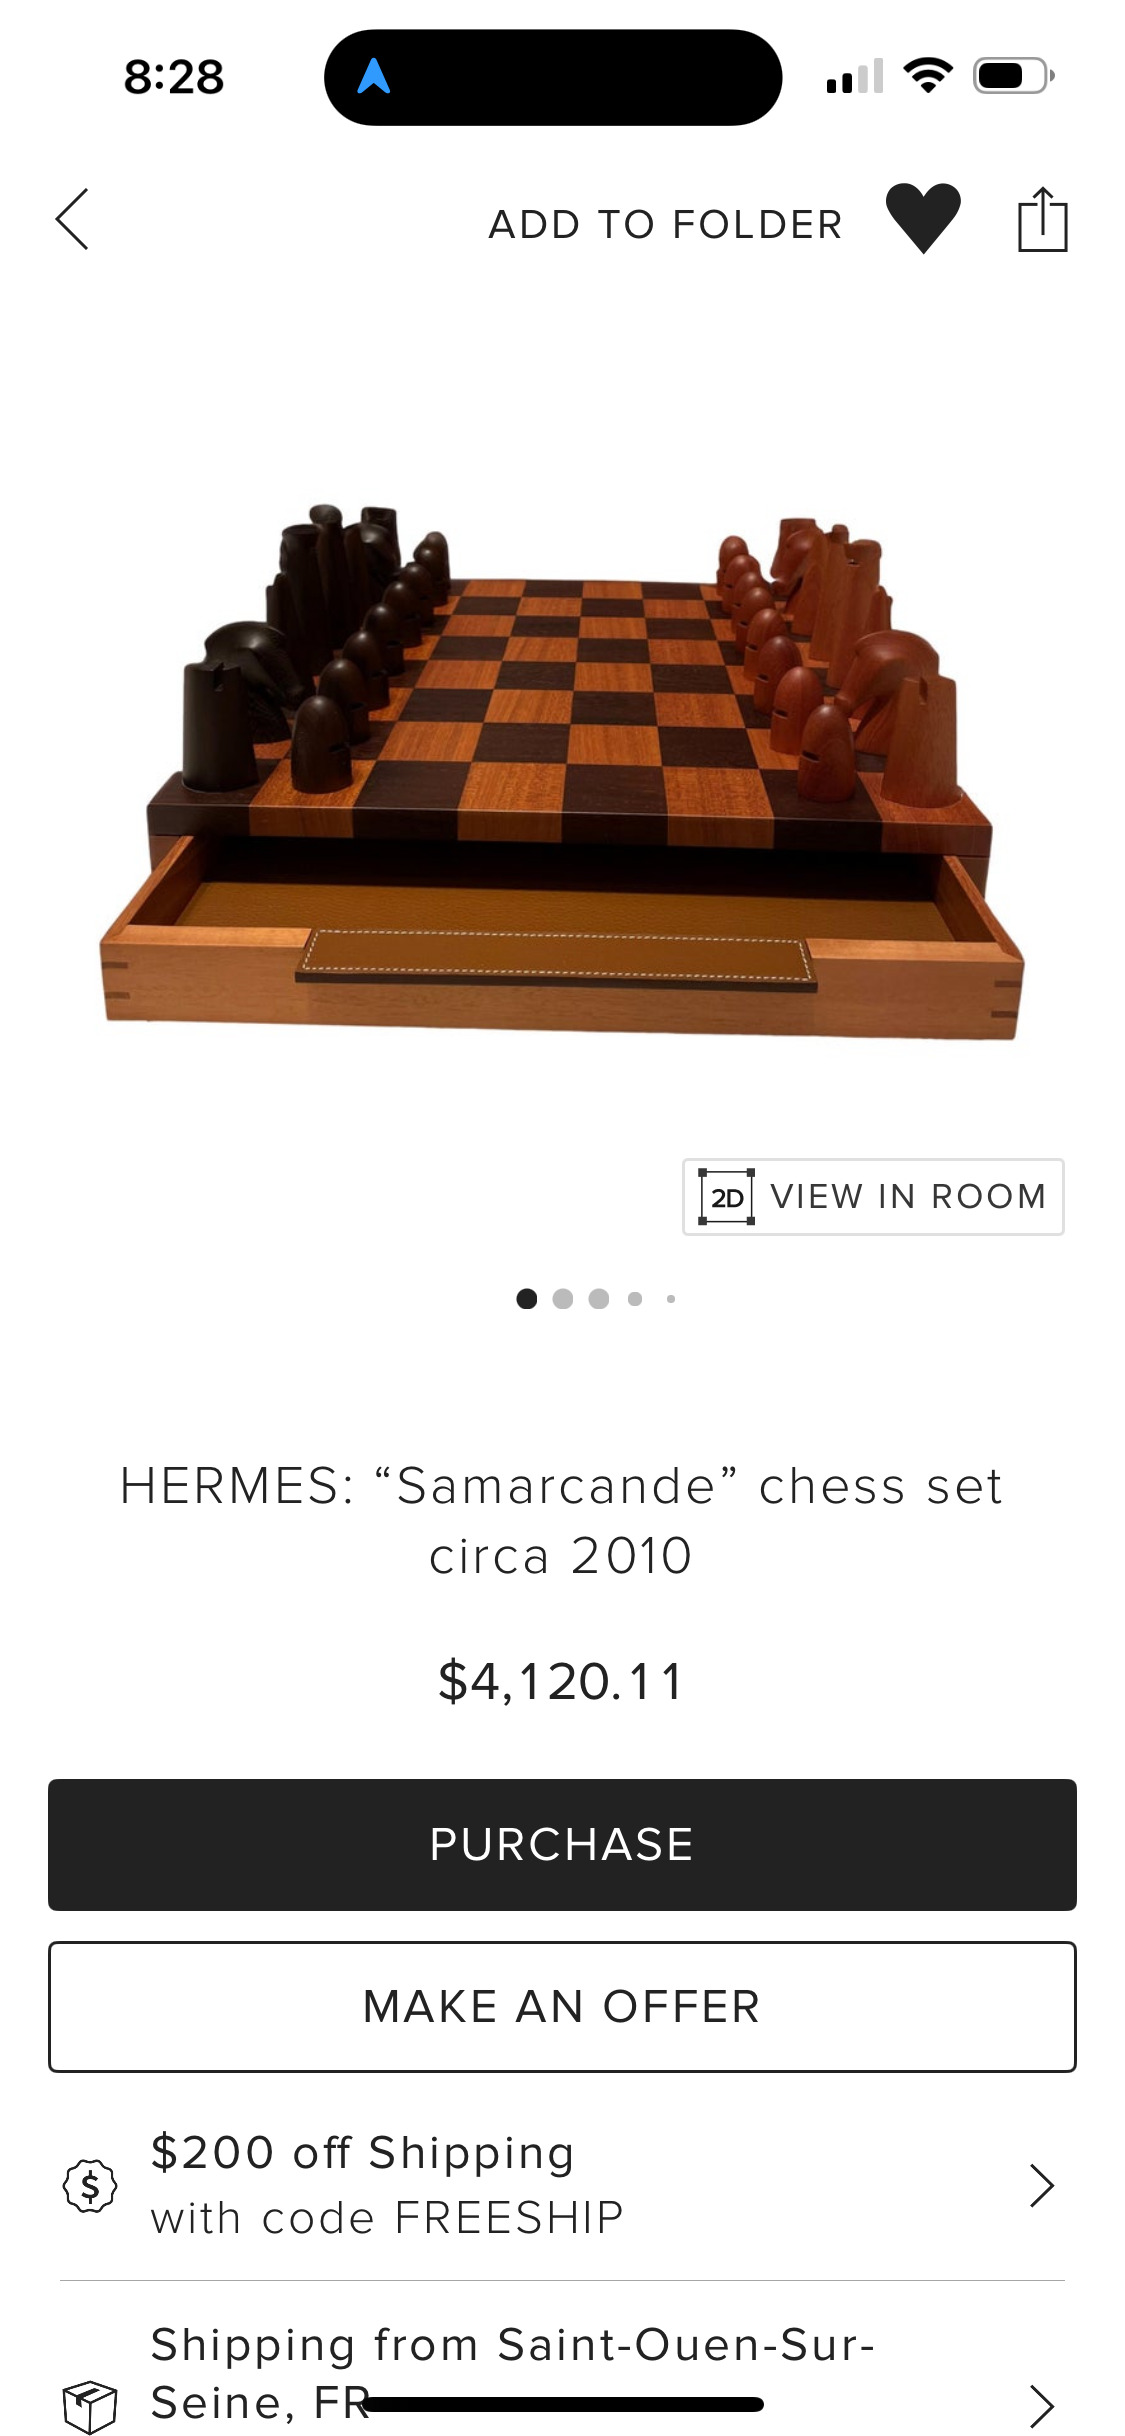 8:28
ADD TO FOLDER
2D VIEW IN ROOM
HERMES: “Samarcande” chess set
circa 2010
$4,120.11
PURCHASE
MAKE AN OFFER
$200 off Shipping
with code FREESHIP
Shipping from Saint-Ouen-Sur-
Seine, FR